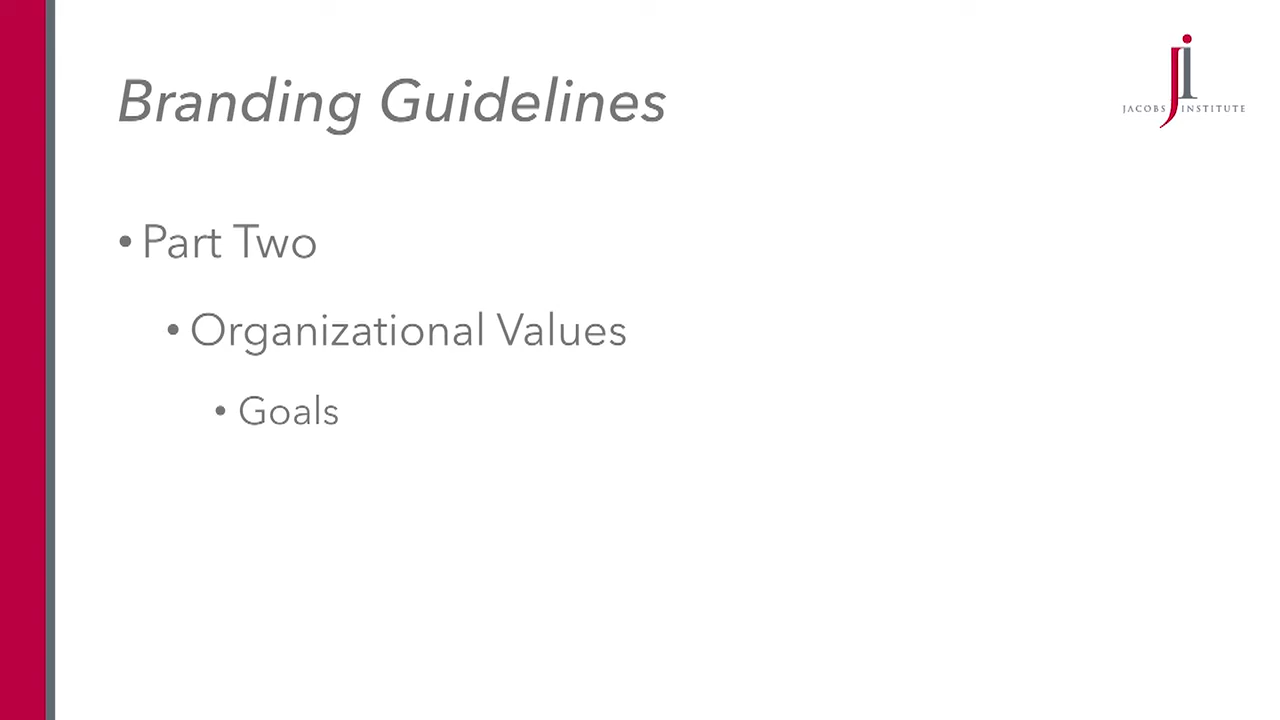 Branding Guidelines
JACOBS INSTITUTE
• Part Two
• Organizational Values
• Goals